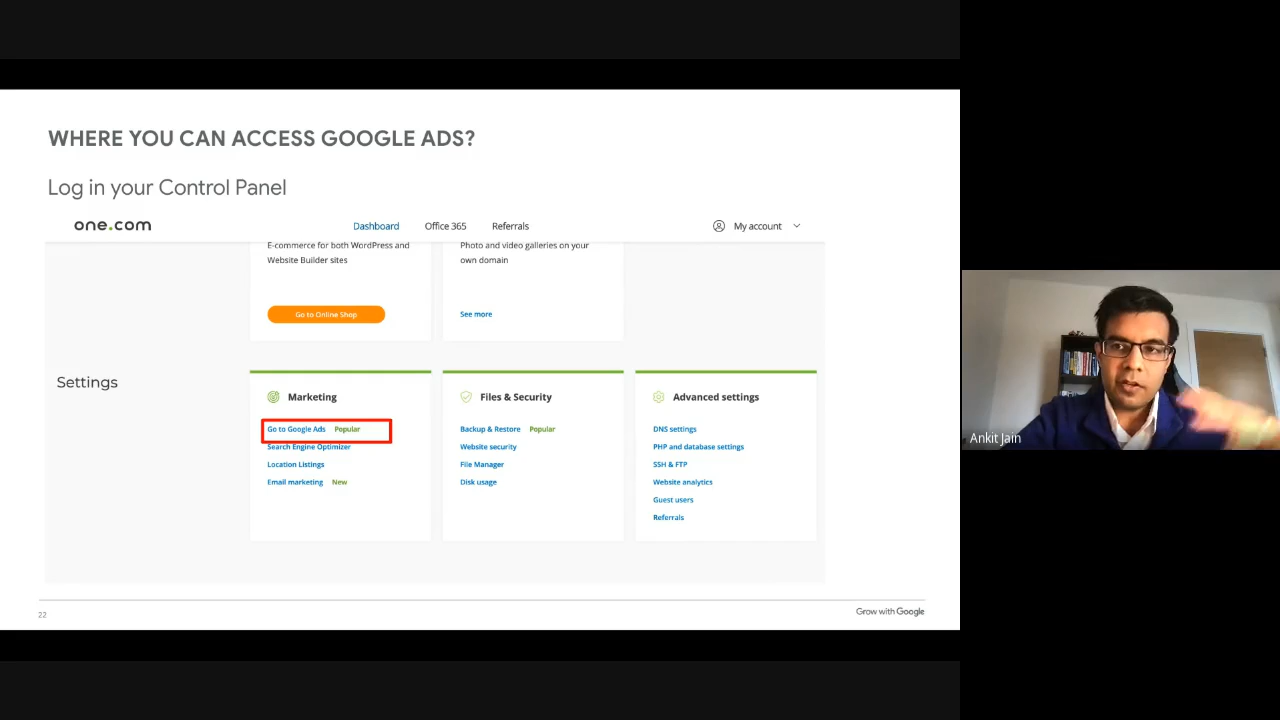 WHERE YOU CAN ACCESS GOOGLE ADS?
Log in your Control Panel
one.com
Dashboard
Office 365
Referrals
My account
E-commerce for both WordPress and
Website Builder sites
Go to Online Shop
Photo and video galleries on your
own domain
See more
Settings
Marketing
Go to Google Ads Popular
Search Engine Optimizer
Location Listings
Email marketing New
Files & Security
Backup & Restore Popular
Website security
File Manager
Disk usage
Advanced settings
DNS settings
PHP and database settings
SSH & FTP
Website analytics
Guest users
Referrals
22
Grow with Google
Ankit Jain